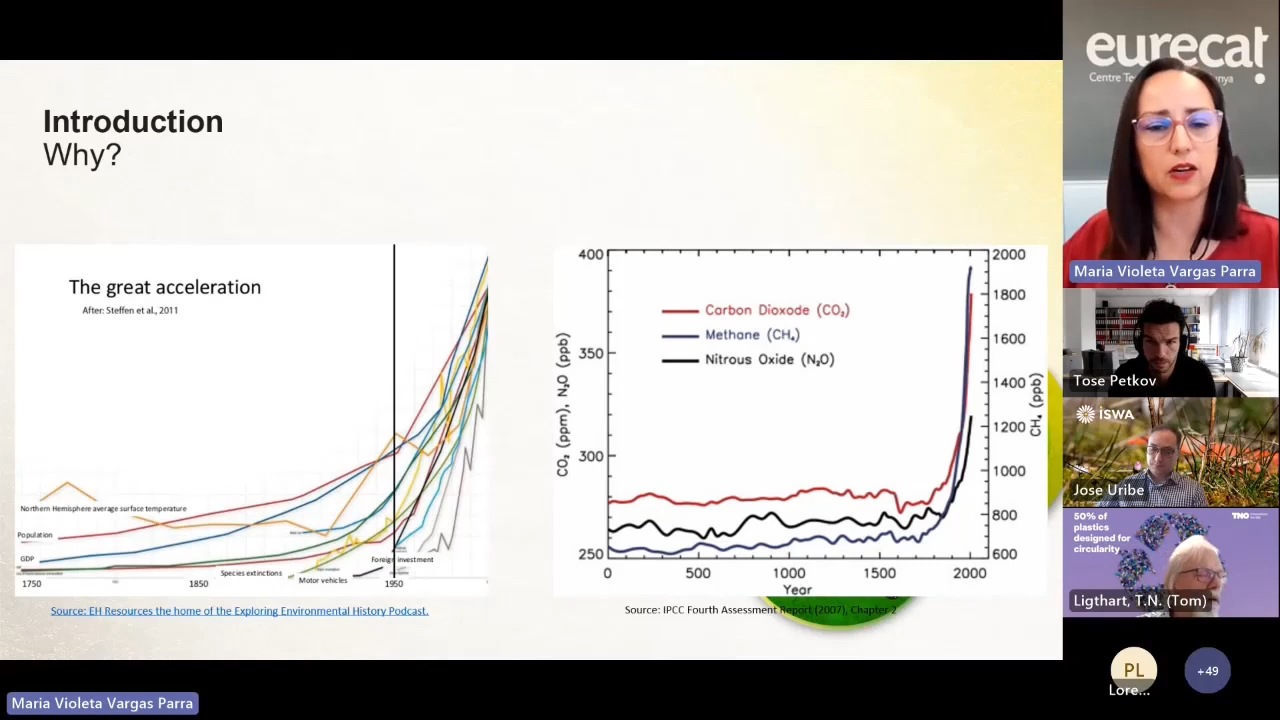 Introduction
Why?
The great acceleration
After: Steffen et al., 2011
Northern Hemisphere average surface temperature
Population
GDP
Species extinctions
Motor vehicles
Foreign investment
1750
1850
1950
Source: EH Resources the home of the Exploring Environmental History Podcast.
400
350
300
250
CO₂ (ppm), N₂O (ppb)
Carbon Dioxode (CO₂)
Methane (CH₄)
Nitrous Oxide (N₂O)
2000
1800
1600
1400
1200
1000
800
600
CH₄ (ppb)
0
500
1000
1500
2000
Year
Source: IPCC Fourth Assessment Report (2007), Chapter 2
eurecat
Centre Te
unya
Maria Violeta Vargas Parra
Tose Petkov
ISWA
Jose Uribe
50% of
plastics
designed for
circularity
TNO
Ligthart, T.N. (Tom)
PL
Lore...
+49
Maria Violeta Vargas Parra